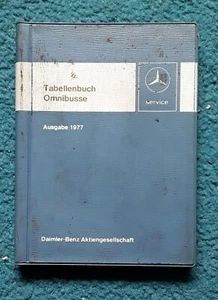 Tabellenbuch
Omnibusse
service
Ausgabe 1977
Daimler-Benz Aktiengesellschaft